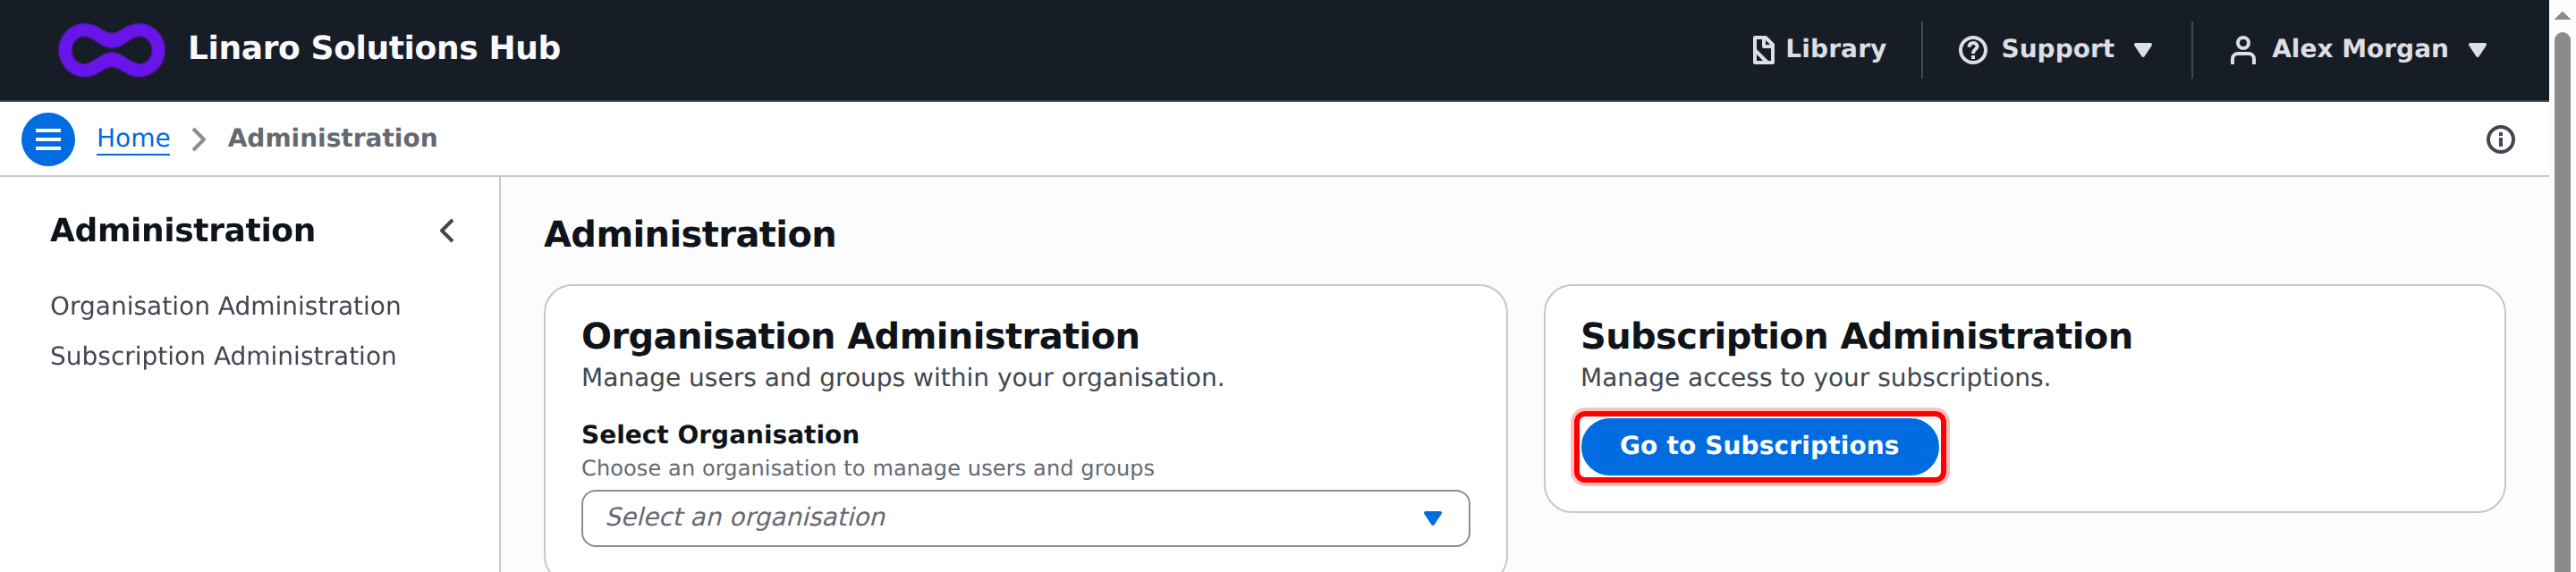 Linaro Solutions Hub
Library
Support
Alex Morgan
Home
Administration
Administration
Organisation Administration
Subscription Administration
Administration
Organisation Administration
Manage users and groups within your organisation.
Select Organisation
Choose an organisation to manage users and groups
Select an organisation
Subscription Administration
Manage access to your subscriptions.
Go to Subscriptions